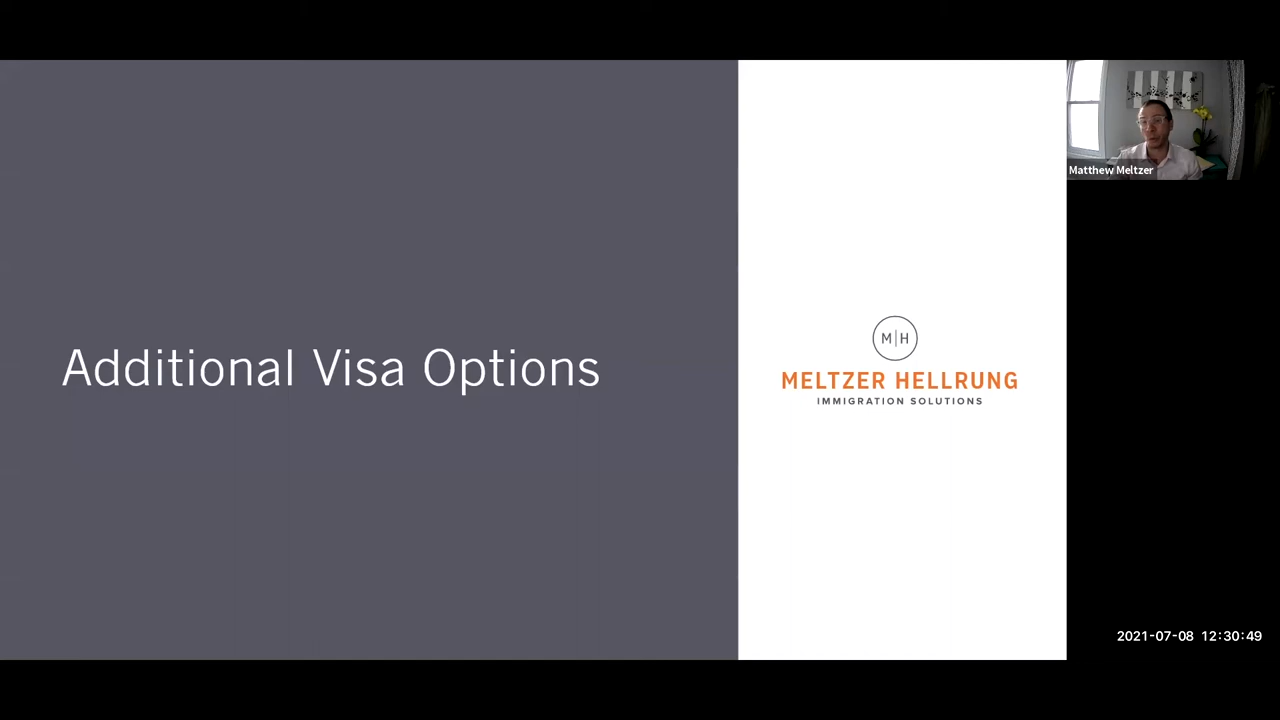 Additional Visa Options
M|H
MELTZER HELLRUNG
IMMIGRATION SOLUTIONS
Matthew Meltzer
2021-07-08 12:30:49